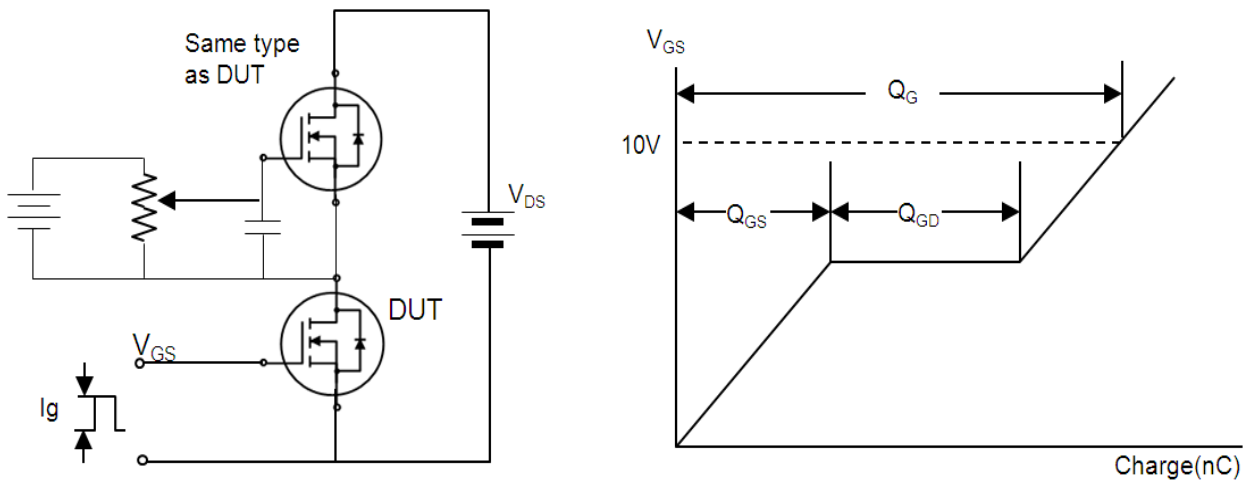 Same type
as DUT
V_DS
DUT
V_GS
Ig
V_GS
Q_G
10V
Q_GS
Q_GD
Charge(nC)